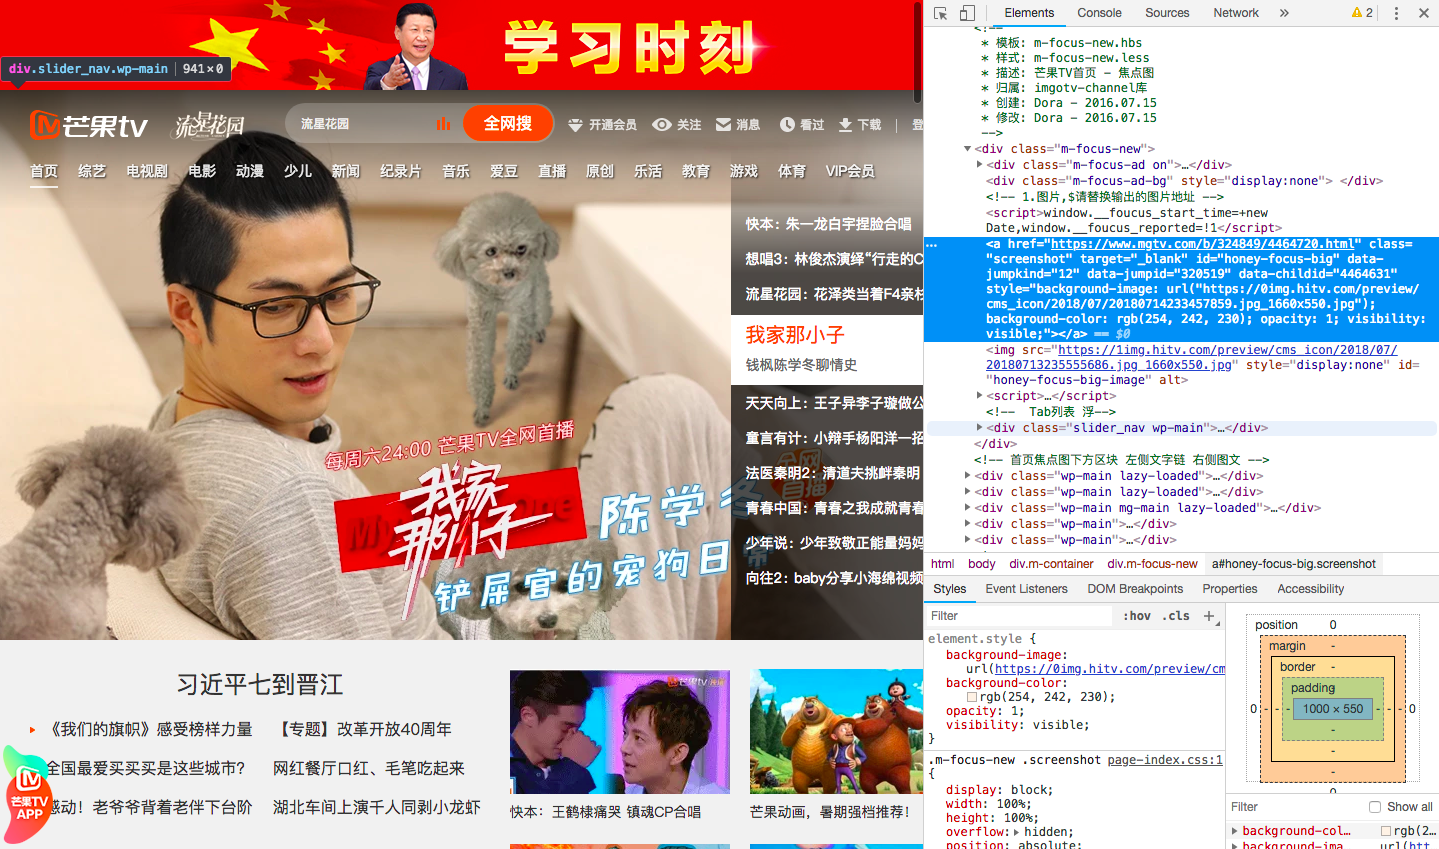 学习时刻
div.slider_nav.wp-main | 941×0
芒果tv
流星花园
流星花园
全网搜
开通会员
关注
消息
看过
下载
登
首页 综艺 电视剧 电影 动漫 少儿 新闻 纪录片 音乐 爱豆 直播 原创 乐活 教育 游戏 体育 VIP会员
快本：朱一龙白宇捏脸合唱
想唱3：林俊杰演绎“行走的C
流星花园：花泽类当着F4亲杉
我家那小子
钱枫陈学冬聊情史
天天向上：王子异李子璇做公
童言有计：小辩手杨阳洋一招
法医秦明2：清道夫挑衅秦明
青春中国：青春之我成就青春
少年说：少年致敬正能量妈妈
向往2：baby分享小海绵视频
每周六24:00 芒果TV全网首播
我家
那小子
陈学冬
铲屎官的宠狗日常
全网
首播
习近平七到晋江
《我们的旗帜》感受榜样力量 【专题】改革开放40周年
全国最爱买买买是这些城市？ 网红餐厅口红、毛笔吃起来
感动！老爷爷背着老伴下台阶 湖北车间上演千人同剥小龙虾
芒果TV
APP
芒果tv
快本：王鹤棣痛哭 镇魂CP合唱
芒果动画，暑期强档推荐！
Elements Console Sources Network » 2
<!--
* 模板: m-focus-new.hbs
* 样式: m-focus-new.less
* 描述: 芒果TV首页 - 焦点图
* 归属: imgotv-channel库
* 创建: Dora - 2016.07.15
* 修改: Dora - 2016.07.15
-->
<div class="m-focus-new">
<div class="m-focus-ad on">…</div>
<div class="m-focus-ad-bg" style="display:none"> </div>
<!-- 1.图片,$请替换输出的图片地址 -->
<script>window.__foucus_start_time=+new
Date,window.__foucus_reported=!1</script>
<a href="https://www.mgtv.com/b/324849/4464720.html" class=
"screenshot" target="_blank" id="honey-focus-big" data-
jumpkind="12" data-jumpid="320519" data-childid="4464631"
style="background-image: url("https://0img.hitv.com/preview/
cms_icon/2018/07/20180714233457859.jpg_1660x550.jpg");
background-color: rgb(254, 242, 230); opacity: 1; visibility:
visible;"></a> == $0
<img src="https://1img.hitv.com/preview/cms_icon/2018/07/
20180713235555686.jpg_1660x550.jpg" style="display:none" id=
"honey-focus-big-image" alt>
<script>…</script>
<!--  Tab列表 浮-->
<div class="slider_nav wp-main">…</div>
</div>
<!-- 首页焦点图下方区块 左侧文字链 右侧图文 -->
<div class="wp-main lazy-loaded">…</div>
<div class="wp-main lazy-loaded">…</div>
<div class="wp-main mg-main lazy-loaded">…</div>
<div class="wp-main">…</div>
<div class="wp-main">…</div>
html body div.m-container div.m-focus-new a#honey-focus-big.screenshot
Styles Event Listeners DOM Breakpoints Properties Accessibility
Filter :hov .cls +
element.style {
background-image:
url(https://0img.hitv.com/preview/cm
background-color:
rgb(254, 242, 230);
opacity: 1;
visibility: visible;
}
.m-focus-new .screenshot page-index.css:1
{
display: block;
width: 100%;
height: 100%;
overflow: hidden;
position: absolute;
position 0
margin -
border -
padding
0 - - - 1000 × 550 - - - 0
-
-
-
0
Filter Show all
background-col… rgb(2…
background-ima… url(htt